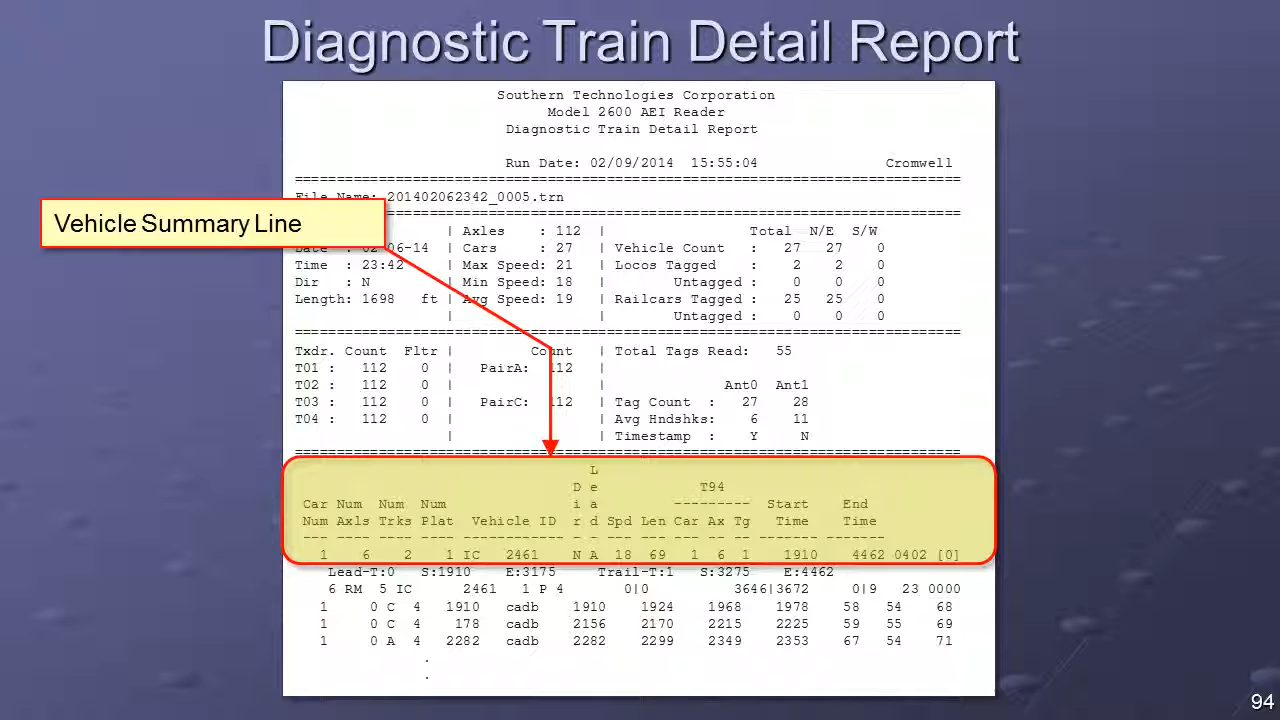 Diagnostic Train Detail Report
Southern Technologies Corporation
Model 2600 AEI Reader
Diagnostic Train Detail Report
Run Date: 02/09/2014 15:55:04 Cromwell
================================================================================
File Name: 201402062342_0005.trn
================================================================================
Vehicle Summary Line
| Axles : 112 | Total N/E S/W
Date : 02-06-14 | Cars : 27 | Vehicle Count : 27 27 0
Time : 23:42 | Max Speed: 21 | Locos Tagged : 2 2 0
Dir : N | Min Speed: 18 | Untagged : 0 0 0
Length: 1698 ft | Avg Speed: 19 | Railcars Tagged : 25 25 0
| | Untagged : 0 0 0
================================================================================
Txdr. Count Fltr | Count | Total Tags Read: 55
T01 : 112 0 | PairA: 112 |
T02 : 112 0 | | Ant0 Ant1
T03 : 112 0 | PairC: 112 | Tag Count : 27 28
T04 : 112 0 | | Avg Hndshks: 6 11
| | Timestamp : Y N
================================================================================
L
D e T94
Car Num Num Num i a --------- Start End
Num Axls Trks Plat Vehicle ID r d Spd Len Car Ax Tg Time Time
--- ---- ---- ---- ------------ - - --- --- --- -- -- ------- -------
1 6 2 1 IC 2461 N A 18 69 1 6 1 1910 4462 0402 [0]
Lead-T:0 S:1910 E:3175 Trail-T:1 S:3275 E:4462
6 RM 5 IC 2461 1 P 4 0|0 3646|3672 0|9 23 0000
1 0 C 4 1910 cadb 1910 1924 1968 1978 58 54 68
1 0 C 4 178 cadb 2156 2170 2215 2225 59 55 69
1 0 A 4 2282 cadb 2282 2299 2349 2353 67 54 71
.
.
94